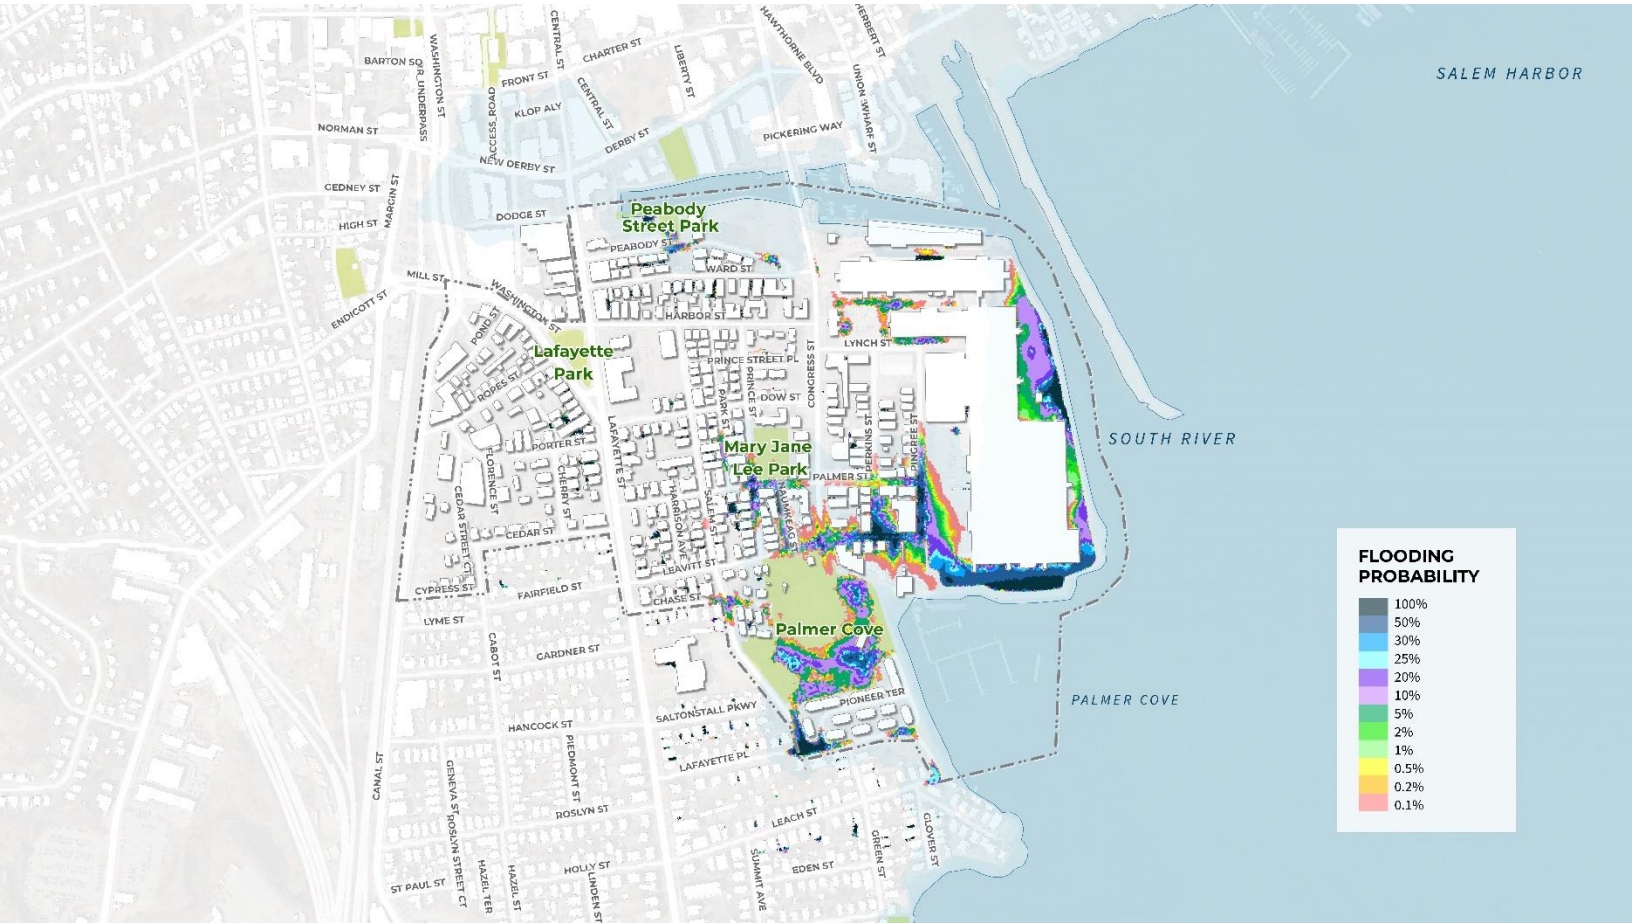 HAWTHORNE BLVD
HERBERT ST
CENTRAL ST
CHARTER ST
LIBERTY ST
BARTON SQ
WASHINGTON ST
UNDERPASS
ACCESS ROAD
FRONT ST
KLOP ALY
CENTRAL ST
UNION WHARF ST
SALEM HARBOR
NORMAN ST
DERBY ST
PICKERING WAY
NEW DERBY ST
GEDNEY ST
MARGIN ST
HIGH ST
DODGE ST
Peabody
Street Park
PEABODY ST
WARD ST
MILL ST
ENDICOTT ST
WASHINGTON ST
POND ST
HARBOR ST
LYNCH ST
Lafayette
Park
PRINCE STREET PL
PRINCE ST
CONGRESS ST
ROPES ST
PARK ST
DOW ST
LAFAYETTE ST
PORTER ST
Mary Jane
Lee Park
PERKINS ST
PINGREE ST
SOUTH RIVER
PALMER ST
FLORENCE ST
CHERRY ST
CEDAR STREET CT
HARRISON AVE
SALEM ST
NAUMKEAG ST
CEDAR ST
LEAVITT ST
CYPRESS ST
FAIRFIELD ST
CHASE ST
LYME ST
Palmer Cove
CABOT ST
GARDNER ST
PIONEER TER
PALMER COVE
SALTONSTALL PKWY
HANCOCK ST
CANAL ST
PIEDMONT ST
LAFAYETTE PL
GENEVA ST
ROSLYN ST
LEACH ST
ROSLYN STREET CT
GREEN ST
GLOVER ST
HOLLY ST
EDEN ST
SUMMIT AVE
ST PAUL ST
HAZEL TER
HAZEL ST
LINDEN ST
FLOODING
PROBABILITY
100%
50%
30%
25%
20%
10%
5%
2%
1%
0.5%
0.2%
0.1%